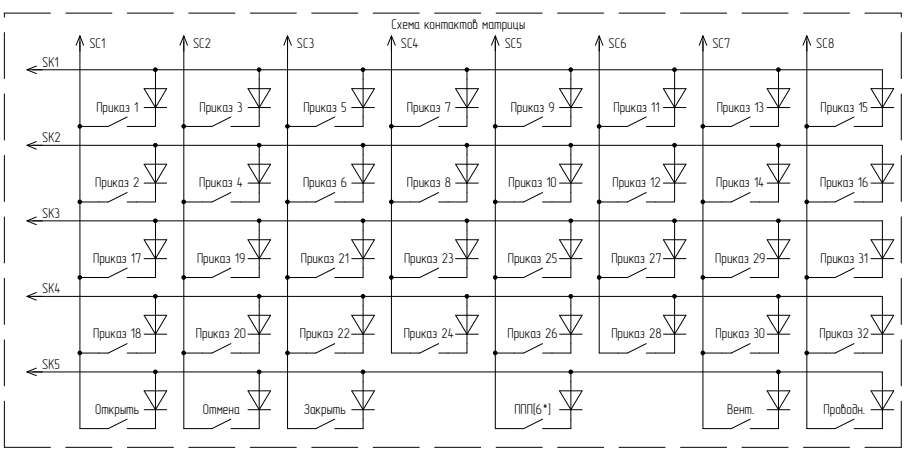 Схема контактов матрицы
SC1 SC2 SC3 SC4 SC5 SC6 SC7 SC8
SK1
Приказ 1 Приказ 3 Приказ 5 Приказ 7 Приказ 9 Приказ 11 Приказ 13 Приказ 15
SK2
Приказ 2 Приказ 4 Приказ 6 Приказ 8 Приказ 10 Приказ 12 Приказ 14 Приказ 16
SK3
Приказ 17 Приказ 19 Приказ 21 Приказ 23 Приказ 25 Приказ 27 Приказ 29 Приказ 31
SK4
Приказ 18 Приказ 20 Приказ 22 Приказ 24 Приказ 26 Приказ 28 Приказ 30 Приказ 32
SK5
Открыть Отмена Закрыть ППП(6*) Вент. Проводн.